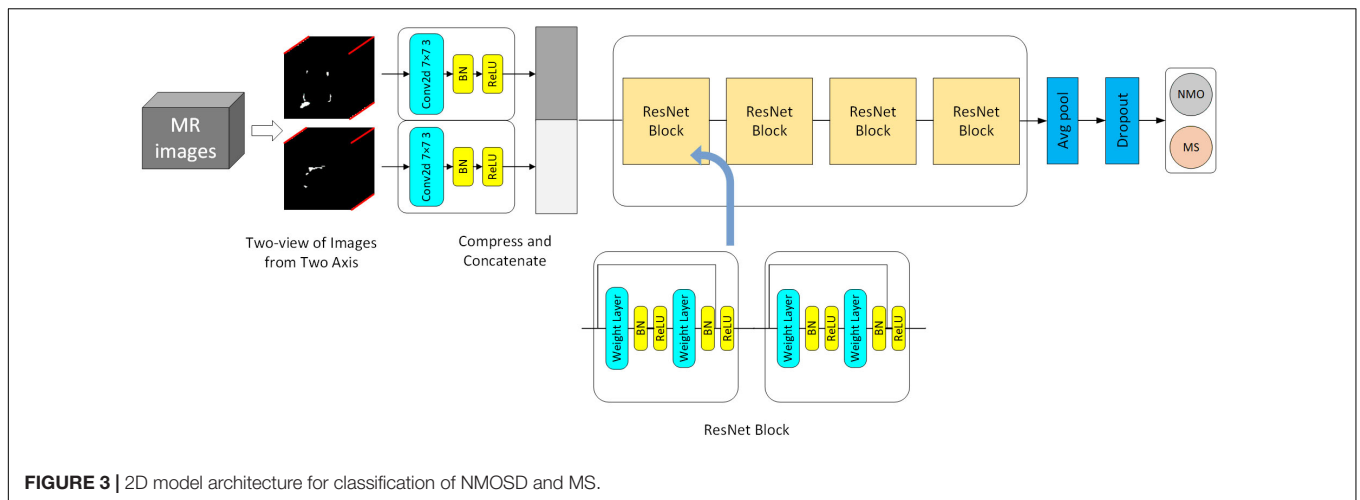 MR
images
Conv2d 7×7 3
BN
ReLU
Conv2d 7×7 3
BN
ReLU
ResNet
Block
ResNet
Block
ResNet
Block
ResNet
Block
Avg pool
Dropout
NMO
MS
Two-view of Images
from Two Axis
Compress and
Concatenate
Weight Layer
BN
ReLU
Weight Layer
BN
ReLU
Weight Layer
BN
ReLU
Weight Layer
BN
ReLU
ResNet Block
FIGURE 3 | 2D model architecture for classification of NMOSD and MS.